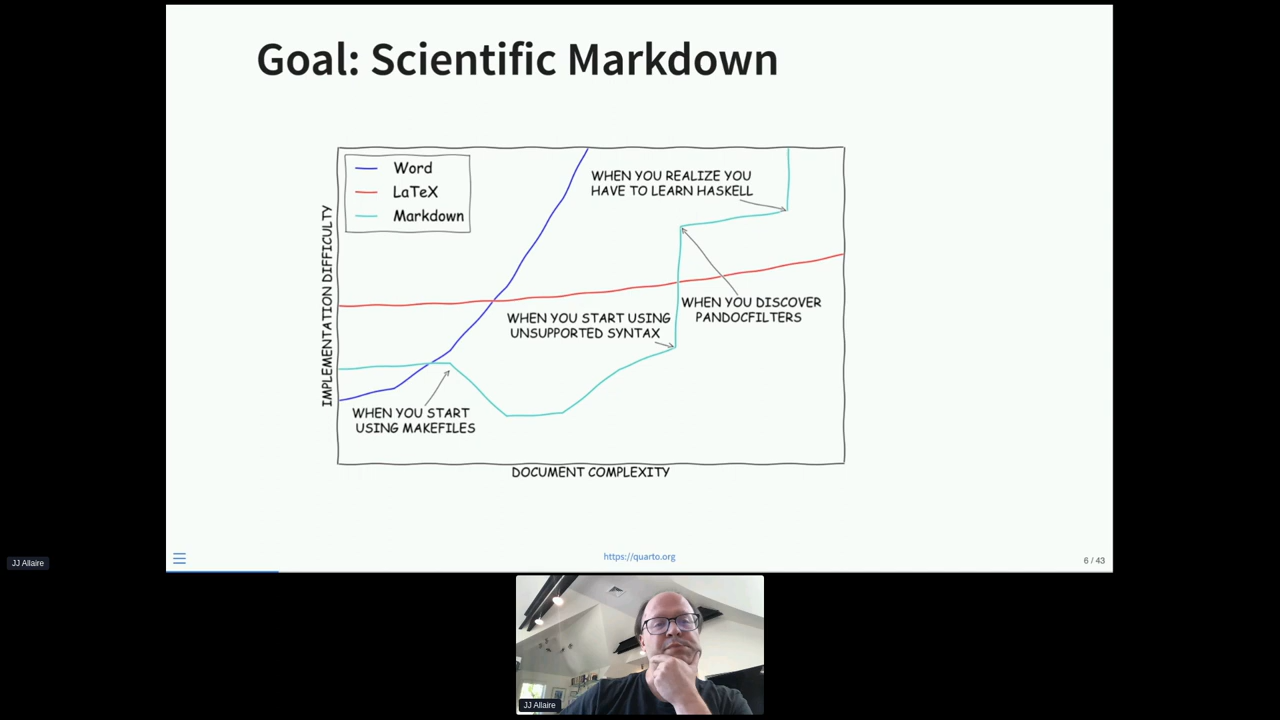 Goal: Scientific Markdown
Word
LaTeX
Markdown
WHEN YOU REALIZE YOU
HAVE TO LEARN HASKELL
IMPLEMENTATION DIFFICULTY
WHEN YOU DISCOVER
PANDOCFILTERS
WHEN YOU START USING
UNSUPPORTED SYNTAX
WHEN YOU START
USING MAKEFILES
DOCUMENT COMPLEXITY
https://quarto.org
6 / 43
JJ Allaire
JJ Allaire